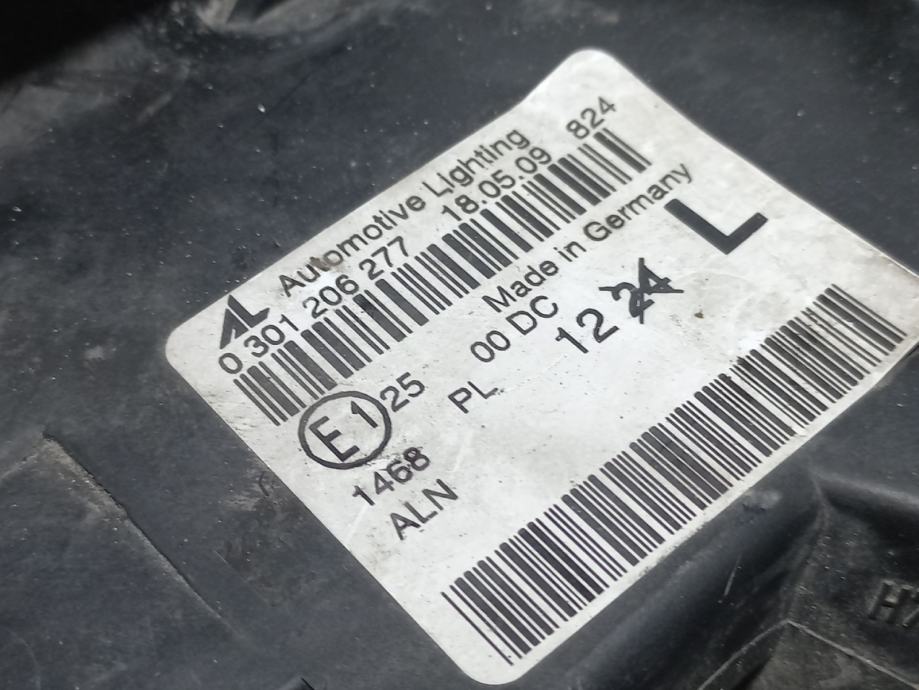 AL Automotive Lighting
0 301 206 277 18.05.09 824
Made in Germany
E1 25 00 DC 12 24 L
1468 PL
ALN